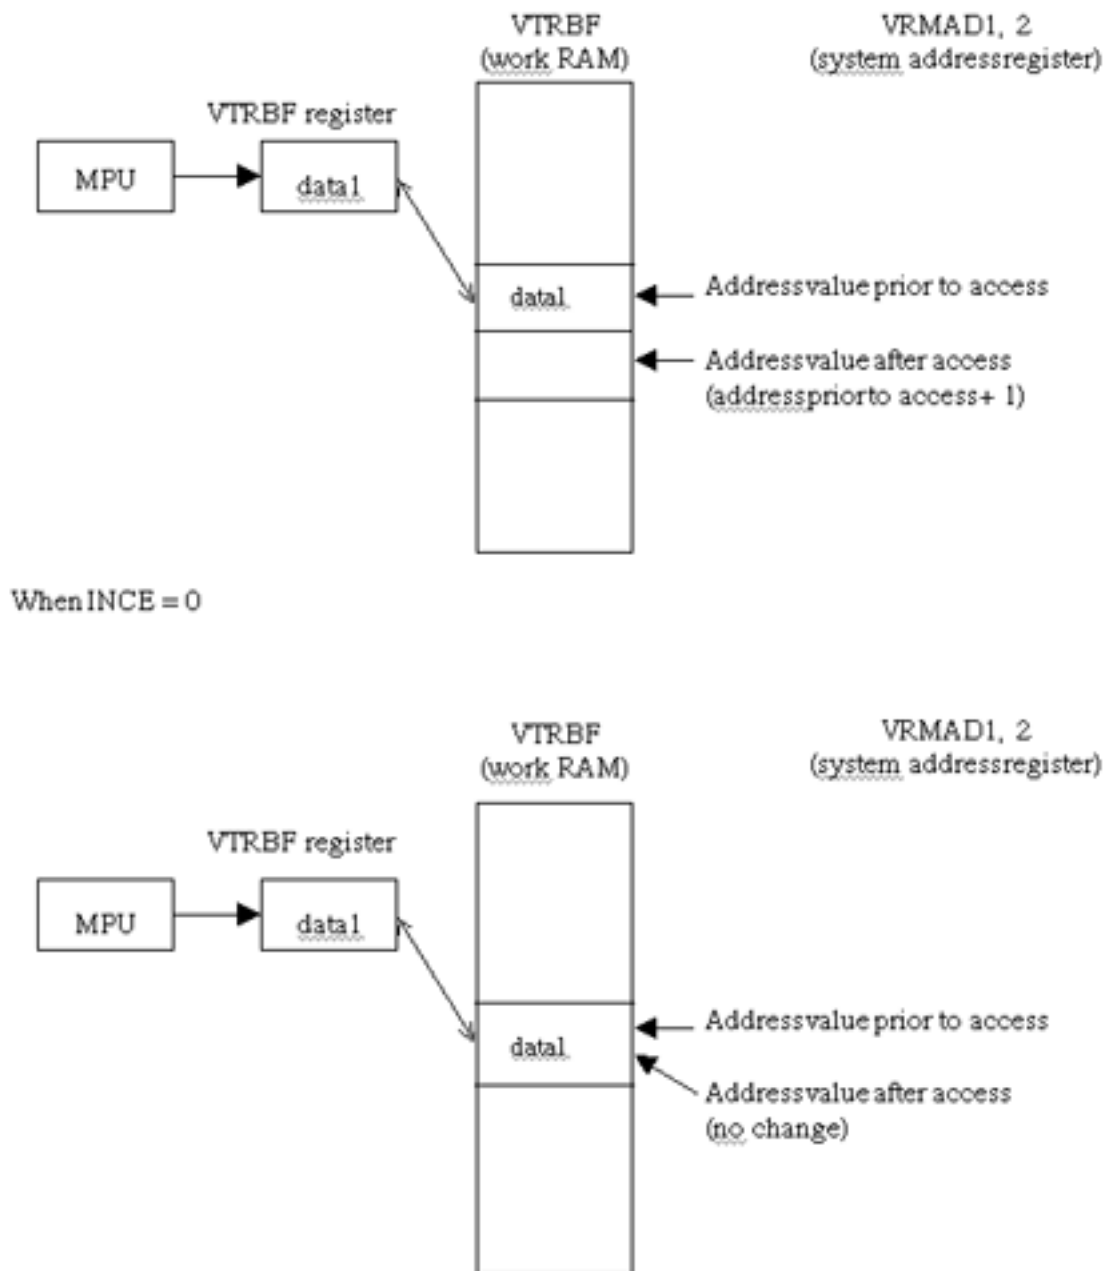 VTRBF
(work RAM)
VRMAD1, 2
(system addressregister)
VTRBF register
MPU
data1
data1
Addressvalue prior to access
Addressvalue after access
(addresspriorto access+ 1)
When INCE = 0
VTRBF
(work RAM)
VRMAD1, 2
(system addressregister)
VTRBF register
MPU
data1
data1
Addressvalue prior to access
Addressvalue after access
(no change)